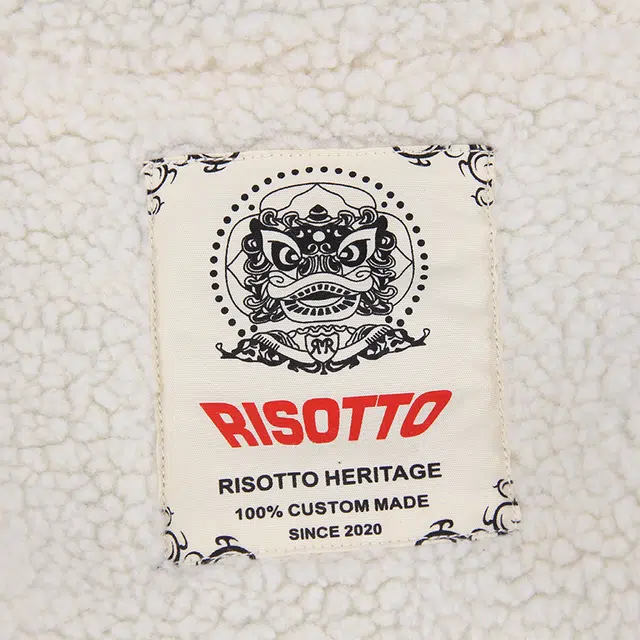 RISOTTO
RISOTTO HERITAGE
100% CUSTOM MADE
SINCE 2020